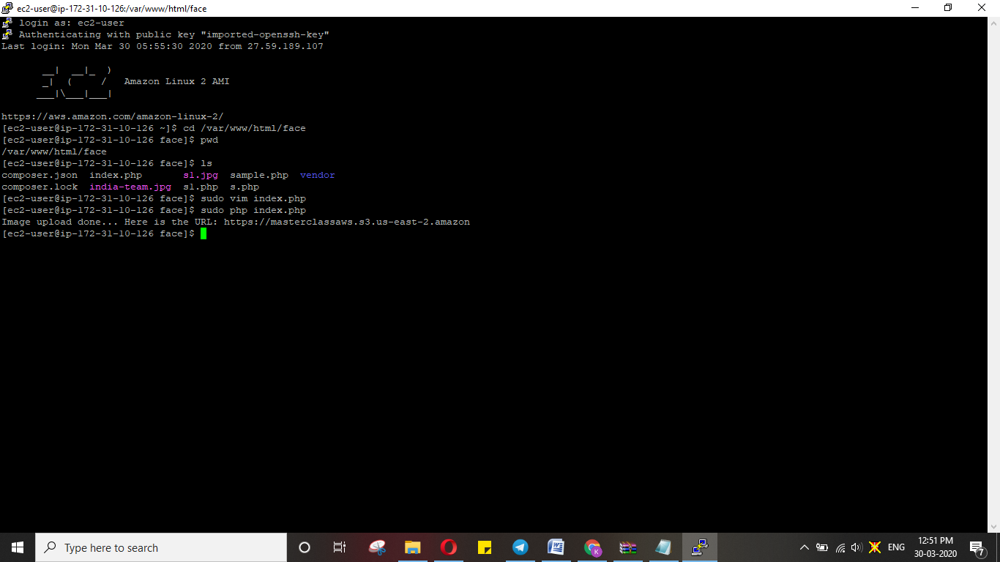 ec2-user@ip-172-31-10-126:/var/www/html/face
login as: ec2-user
Authenticating with public key "imported-openssh-key"
Last login: Mon Mar 30 05:55:30 2020 from 27.59.189.107
       __|  __|_  )
       _|  (     /   Amazon Linux 2 AMI
      ___|\___|___|
https://aws.amazon.com/amazon-linux-2/
[ec2-user@ip-172-31-10-126 ~]$ cd /var/www/html/face
[ec2-user@ip-172-31-10-126 face]$ pwd
/var/www/html/face
[ec2-user@ip-172-31-10-126 face]$ ls
composer.json  index.php       s1.jpg  sample.php  vendor
composer.lock  india-team.jpg  s1.php  s.php
[ec2-user@ip-172-31-10-126 face]$ sudo vim index.php
[ec2-user@ip-172-31-10-126 face]$ sudo php index.php
Image upload done... Here is the URL: https://masterclassaws.s3.us-east-2.amazon
[ec2-user@ip-172-31-10-126 face]$
Type here to search
K
ENG
12:51 PM
30-03-2020
7